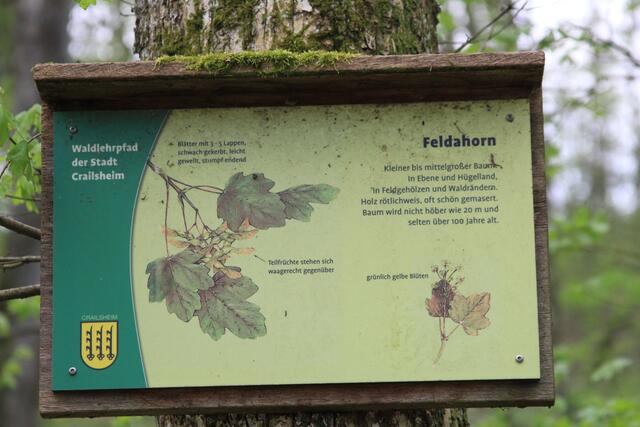 Waldlehrpfad
der Stadt
Crailsheim
Blätter mit 3 - 5 Lappen,
schwach gekerbt, leicht
gewellt, stumpf endend
Feldahorn
Kleiner bis mittelgroßer Baum.
In Ebene und Hügelland,
in Feldgehölzen und Waldrändern.
Holz rötlichweis, oft schön gemasert.
Baum wird nicht höher wie 20 m und
selten über 100 Jahre alt.
Teilfrüchte stehen sich
waagerecht gegenüber
grünlich gelbe Blüten
CRAILSHEIM